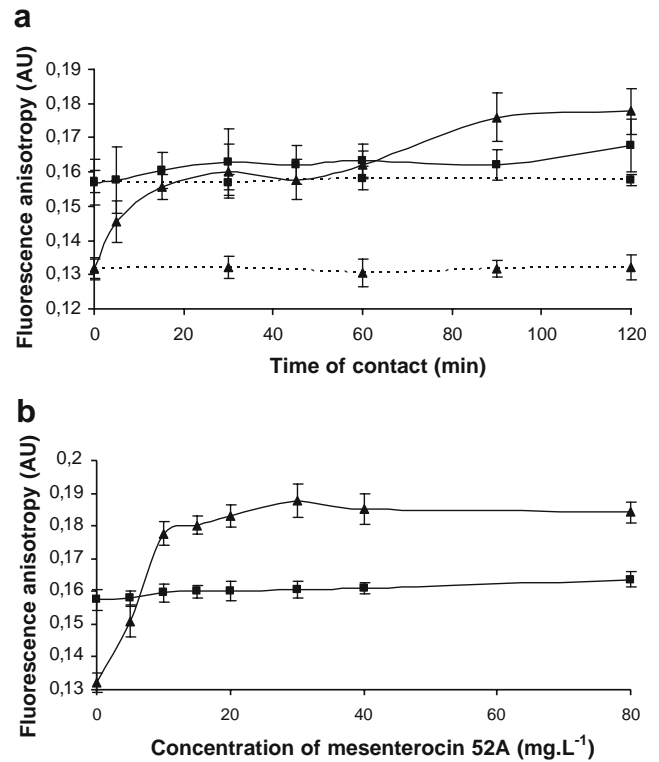 a
Fluorescence anisotropy (AU)
0,19
0,18
0,17
0,16
0,15
0,14
0,13
0,12
0 20 40 60 80 100 120
Time of contact (min)
b
Fluorescence anisotropy (AU)
0,2
0,19
0,18
0,17
0,16
0,15
0,14
0,13
0 20 40 60 80
Concentration of mesenterocin 52A (mg.L⁻¹)